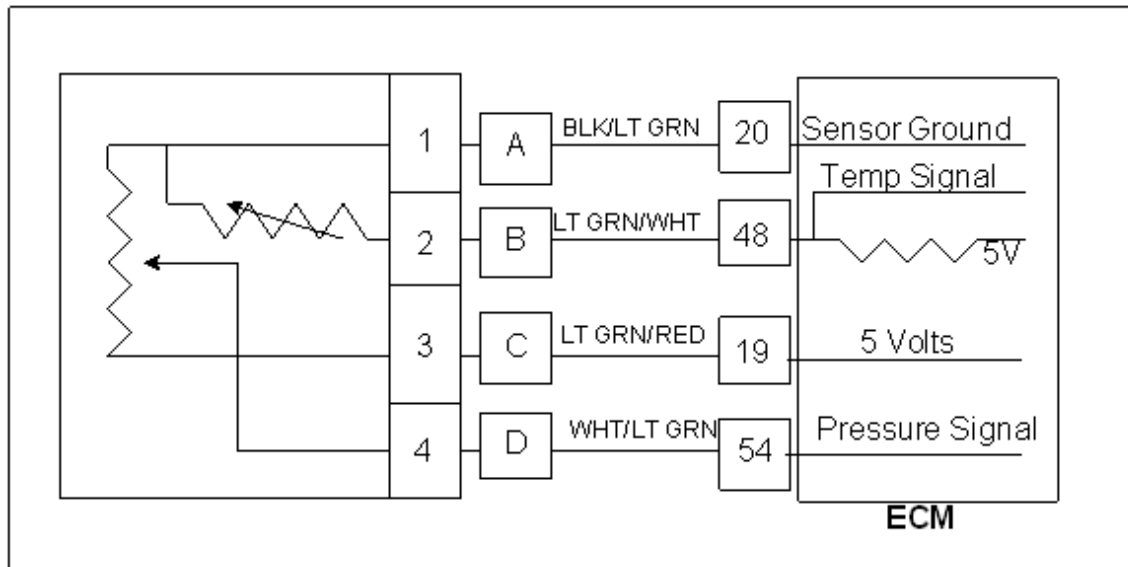 1 A BLK/LT GRN 20 Sensor Ground
Temp Signal
2 B LT GRN/WHT 48 5V
3 C LT GRN/RED 19 5 Volts
4 D WHT/LT GRN 54 Pressure Signal
ECM